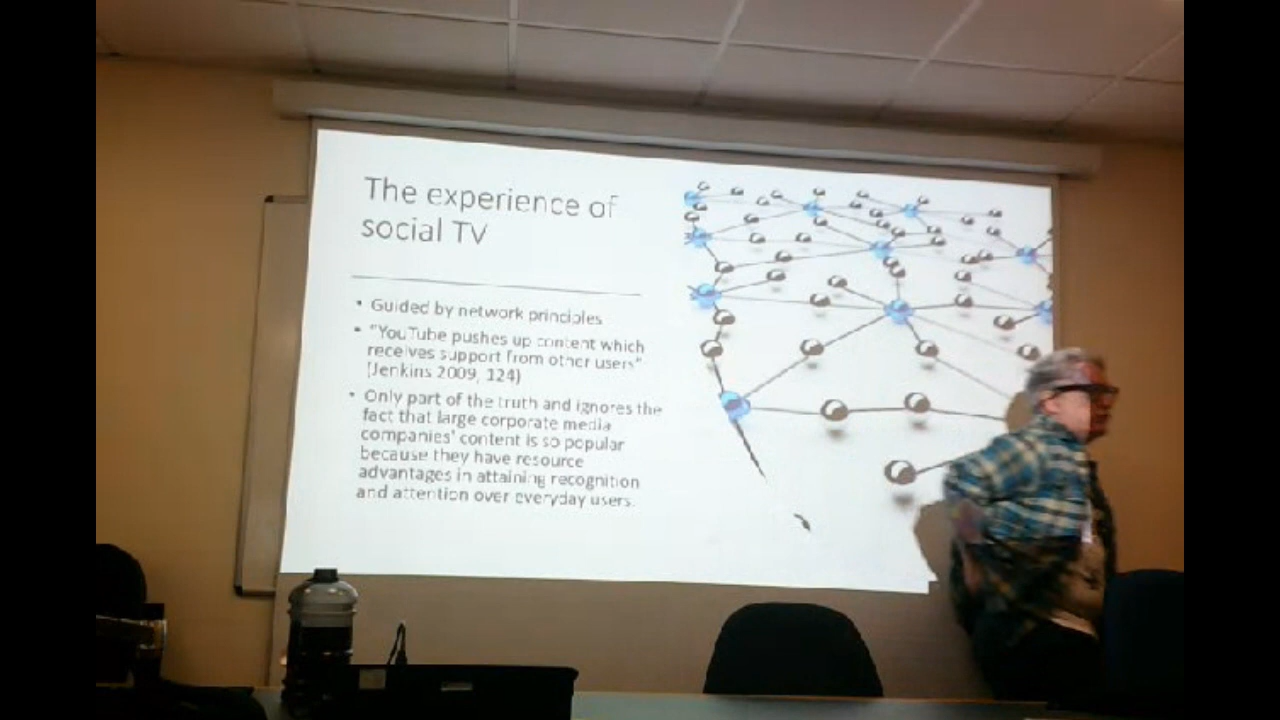 The experience of
social TV
• Guided by network principles
• "YouTube pushes up content which
receives support from other users"
(Jenkins 2009, 124)
• Only part of the truth and ignores the
fact that large corporate media
companies' content is so popular
because they have resource
advantages in attaining recognition
and attention over everyday users.